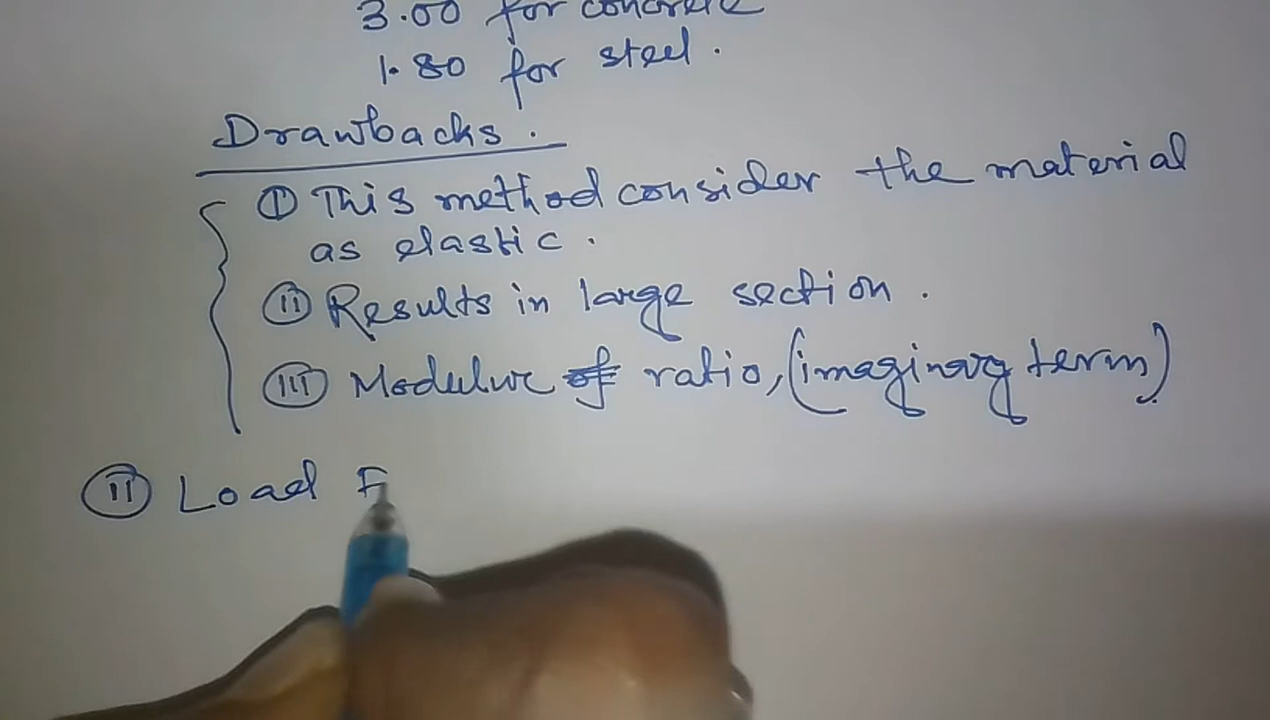 3.00 for concrete
1.80 for steel.
Drawbacks.
(I) This method consider the material
as elastic.
(II) Results in large section.
(III) Modulur of ratio, (imaginary term)
(II) Load F